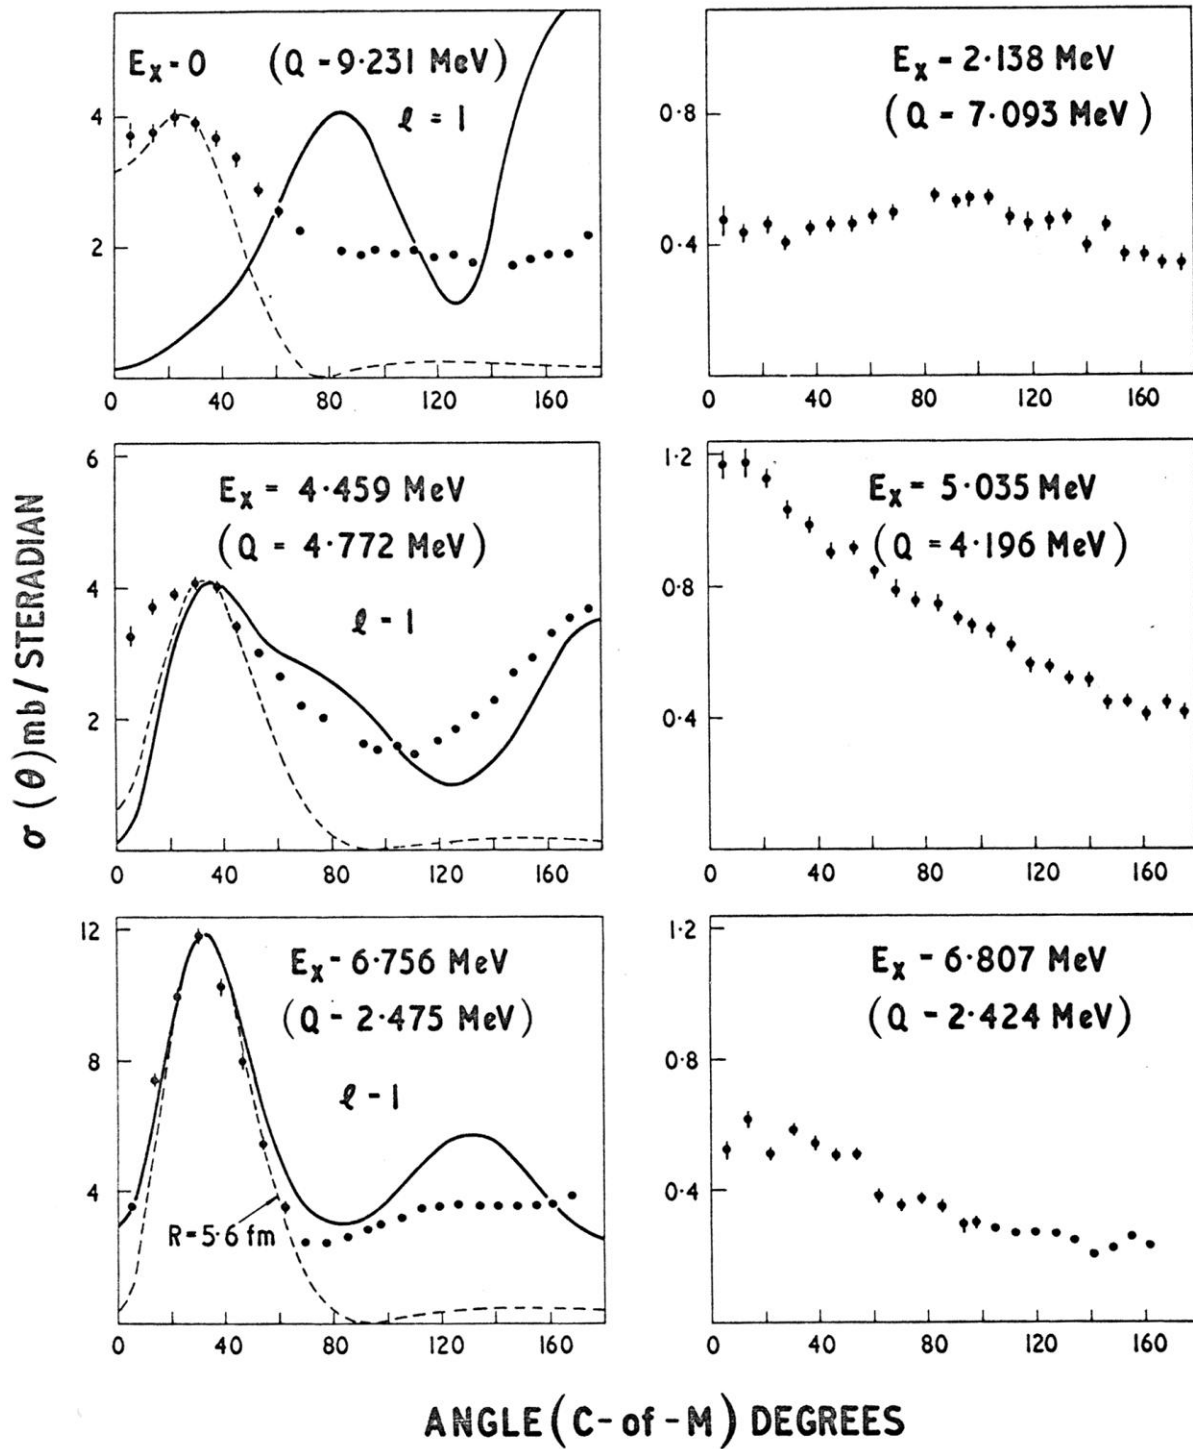 E_x = 0 (Q = 9·231 MeV)
ℓ = 1
4
2
0 40 80 120 160
E_x = 2·138 MeV
(Q = 7·093 MeV)
0·8
0·4
0 40 80 120 160
σ (θ) mb / STERADIAN
6
E_x = 4·459 MeV
(Q = 4·772 MeV)
4
ℓ = 1
2
0 40 80 120 160
1·2
E_x = 5·035 MeV
(Q = 4·196 MeV)
0·8
0·4
0 40 80 120 160
12
E_x = 6·756 MeV
(Q = 2·475 MeV)
8
ℓ = 1
4
R = 5·6 fm
0 40 80 120 160
1·2
E_x = 6·807 MeV
(Q = 2·424 MeV)
0·8
0·4
0 40 80 120 160
ANGLE (C-of-M) DEGREES